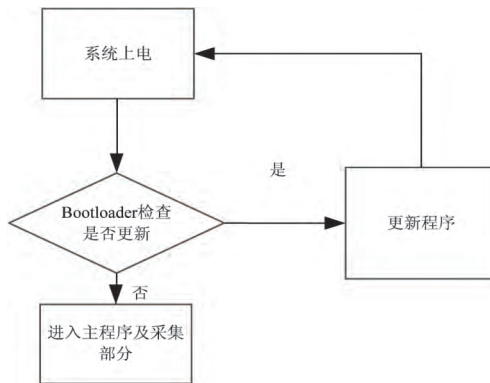 系统上电
是
Bootloader检查
是否更新
更新程序
否
进入主程序及采集
部分